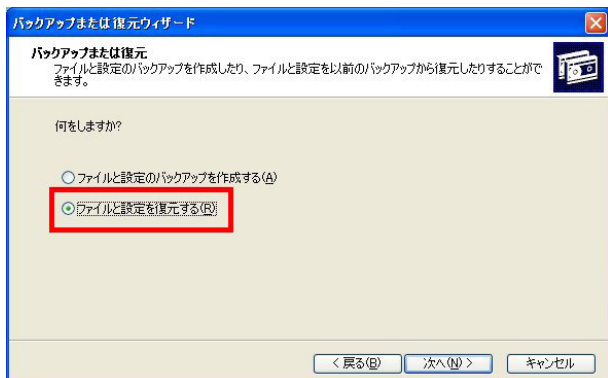 バックアップまたは復元ウィザード
バックアップまたは復元
ファイルと設定のバックアップを作成したり、ファイルと設定を以前のバックアップから復元したりすることがで
きます。
何をしますか?
ファイルと設定のバックアップを作成する(A)
ファイルと設定を復元する(R)
< 戻る(B) 次へ(N) > キャンセル